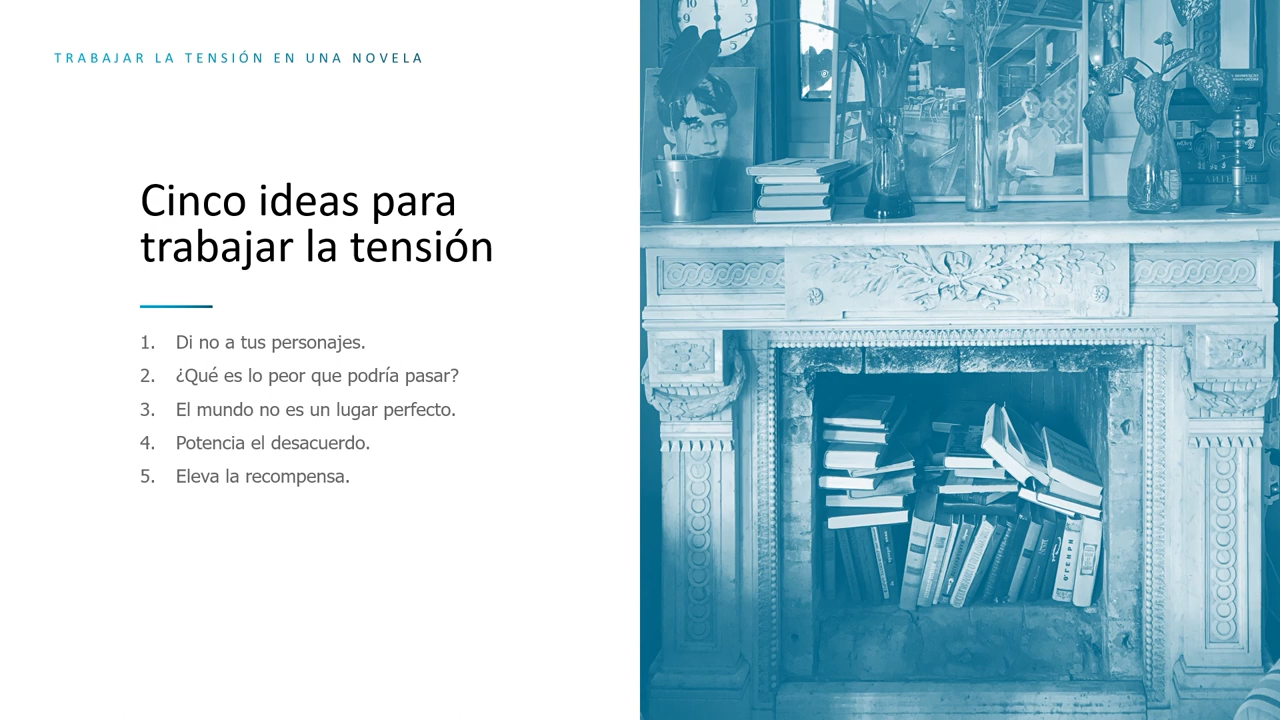 TRABAJAR LA TENSIÓN EN UNA NOVELA
Cinco ideas para
trabajar la tensión
1. Di no a tus personajes.
2. ¿Qué es lo peor que podría pasar?
3. El mundo no es un lugar perfecto.
4. Potencia el desacuerdo.
5. Eleva la recompensa.
О'ГЕНРИ